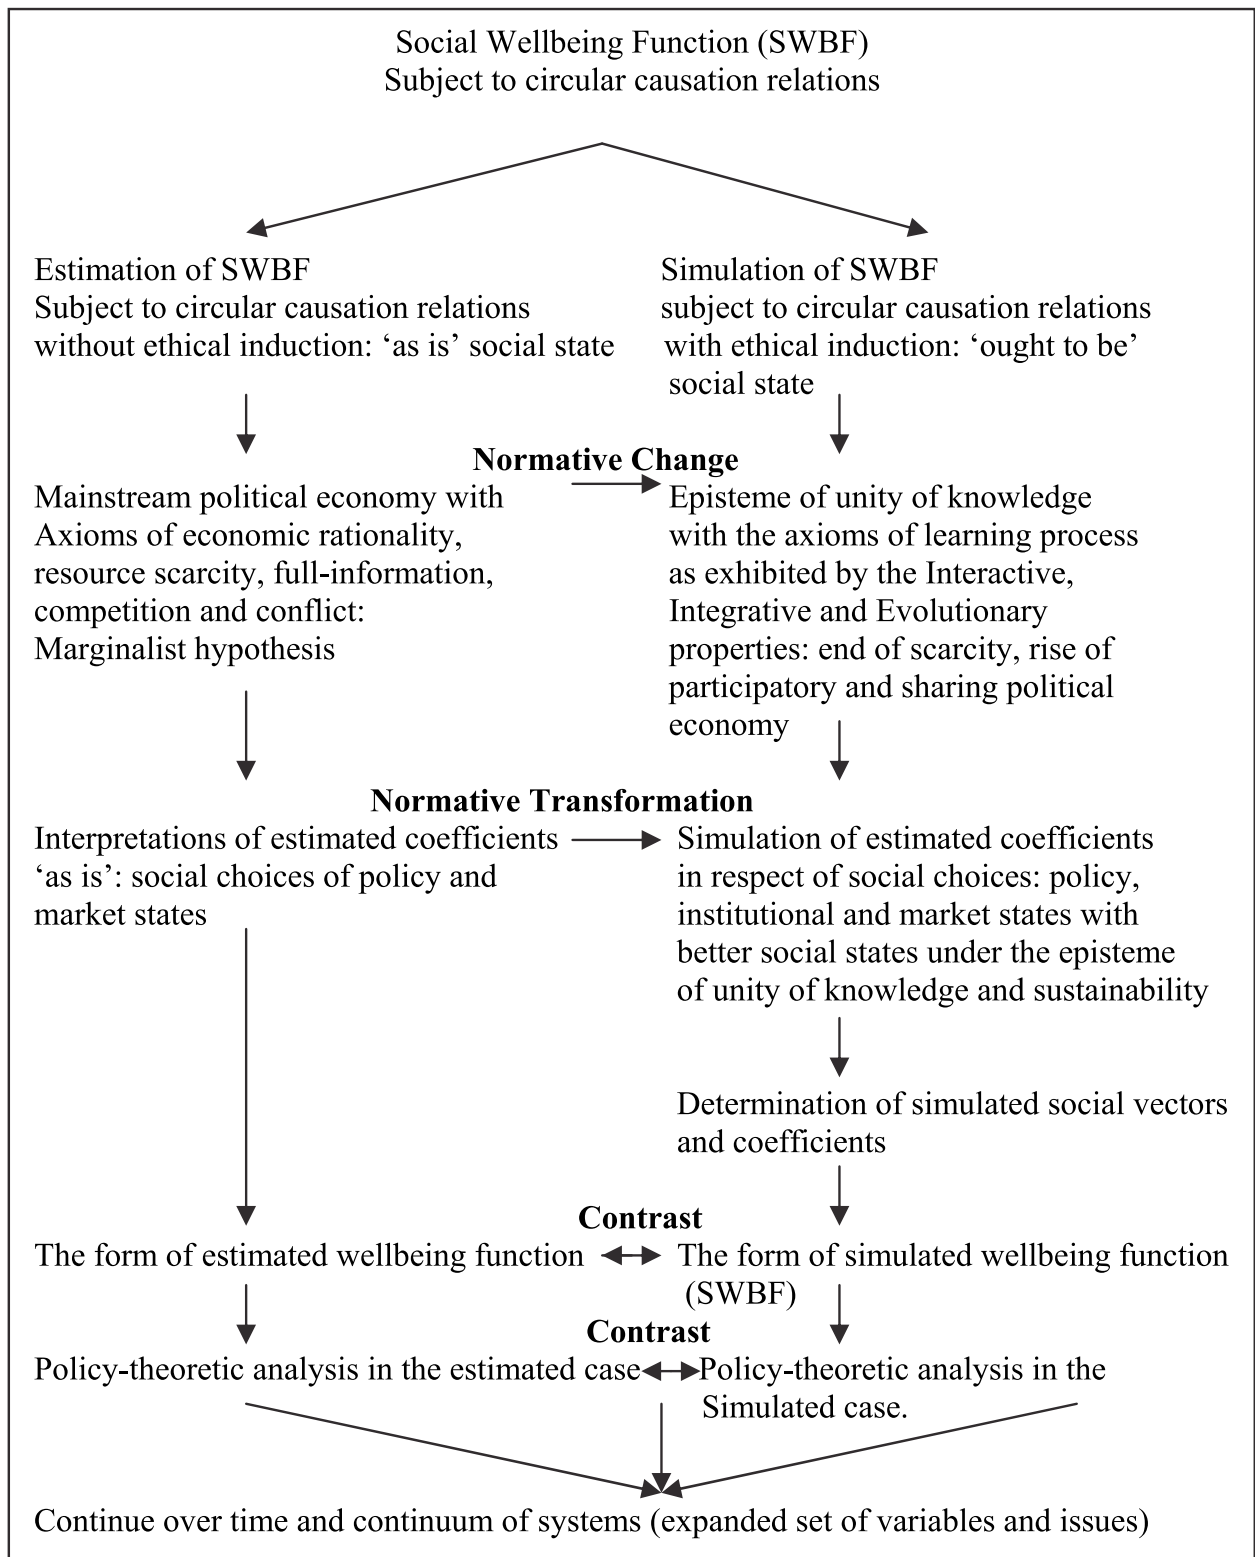 Social Wellbeing Function (SWBF)
Subject to circular causation relations
Estimation of SWBF
Subject to circular causation relations
without ethical induction: ‘as is’ social state
Simulation of SWBF
subject to circular causation relations
with ethical induction: ‘ought to be’
social state
Normative Change
Mainstream political economy with
Axioms of economic rationality,
resource scarcity, full-information,
competition and conflict:
Marginalist hypothesis
Episteme of unity of knowledge
with the axioms of learning process
as exhibited by the Interactive,
Integrative and Evolutionary
properties: end of scarcity, rise of
participatory and sharing political
economy
Normative Transformation
Interpretations of estimated coefficients
‘as is’: social choices of policy and
market states
Simulation of estimated coefficients
in respect of social choices: policy,
institutional and market states with
better social states under the episteme
of unity of knowledge and sustainability
Determination of simulated social vectors
and coefficients
Contrast
The form of estimated wellbeing function
The form of simulated wellbeing function
(SWBF)
Contrast
Policy-theoretic analysis in the estimated case
Policy-theoretic analysis in the
Simulated case.
Continue over time and continuum of systems (expanded set of variables and issues)